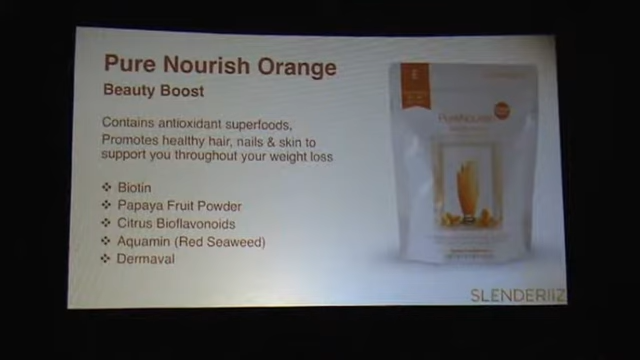 Pure Nourish Orange
Beauty Boost
Contains antioxidant superfoods,
Promotes healthy hair, nails & skin to
support you throughout your weight loss
❖ Biotin
❖ Papaya Fruit Powder
❖ Citrus Bioflavonoids
❖ Aquamin (Red Seaweed)
❖ Dermaval
E
PureNourish
SLENDERIIZ